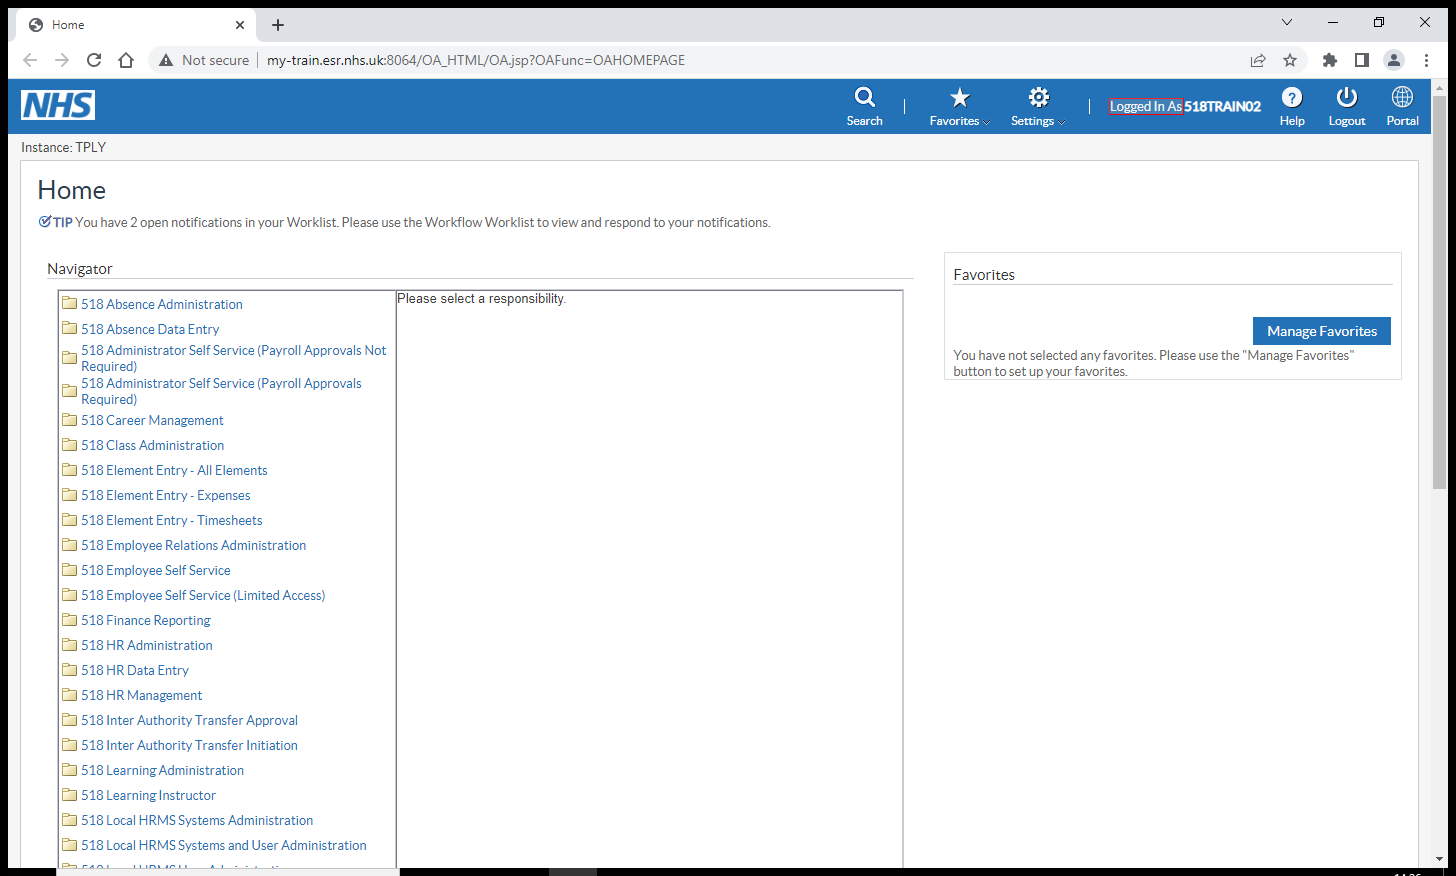 Home
Not secure
my-train.esr.nhs.uk:8064/OA_HTML/OA.jsp?OAFunc=OAHOMEPAGE
NHS
Search
Favorites
Settings
Logged In As 518TRAIN02
Help
Logout
Portal
Instance: TPLY
Home
TIP You have 2 open notifications in your Worklist. Please use the Workflow Worklist to view and respond to your notifications.
Navigator
518 Absence Administration
518 Absence Data Entry
518 Administrator Self Service (Payroll Approvals Not
Required)
518 Administrator Self Service (Payroll Approvals
Required)
518 Career Management
518 Class Administration
518 Element Entry - All Elements
518 Element Entry - Expenses
518 Element Entry - Timesheets
518 Employee Relations Administration
518 Employee Self Service
518 Employee Self Service (Limited Access)
518 Finance Reporting
518 HR Administration
518 HR Data Entry
518 HR Management
518 Inter Authority Transfer Approval
518 Inter Authority Transfer Initiation
518 Learning Administration
518 Learning Instructor
518 Local HRMS Systems Administration
518 Local HRMS Systems and User Administration
Please select a responsibility.
Favorites
Manage Favorites
You have not selected any favorites. Please use the "Manage Favorites"
button to set up your favorites.